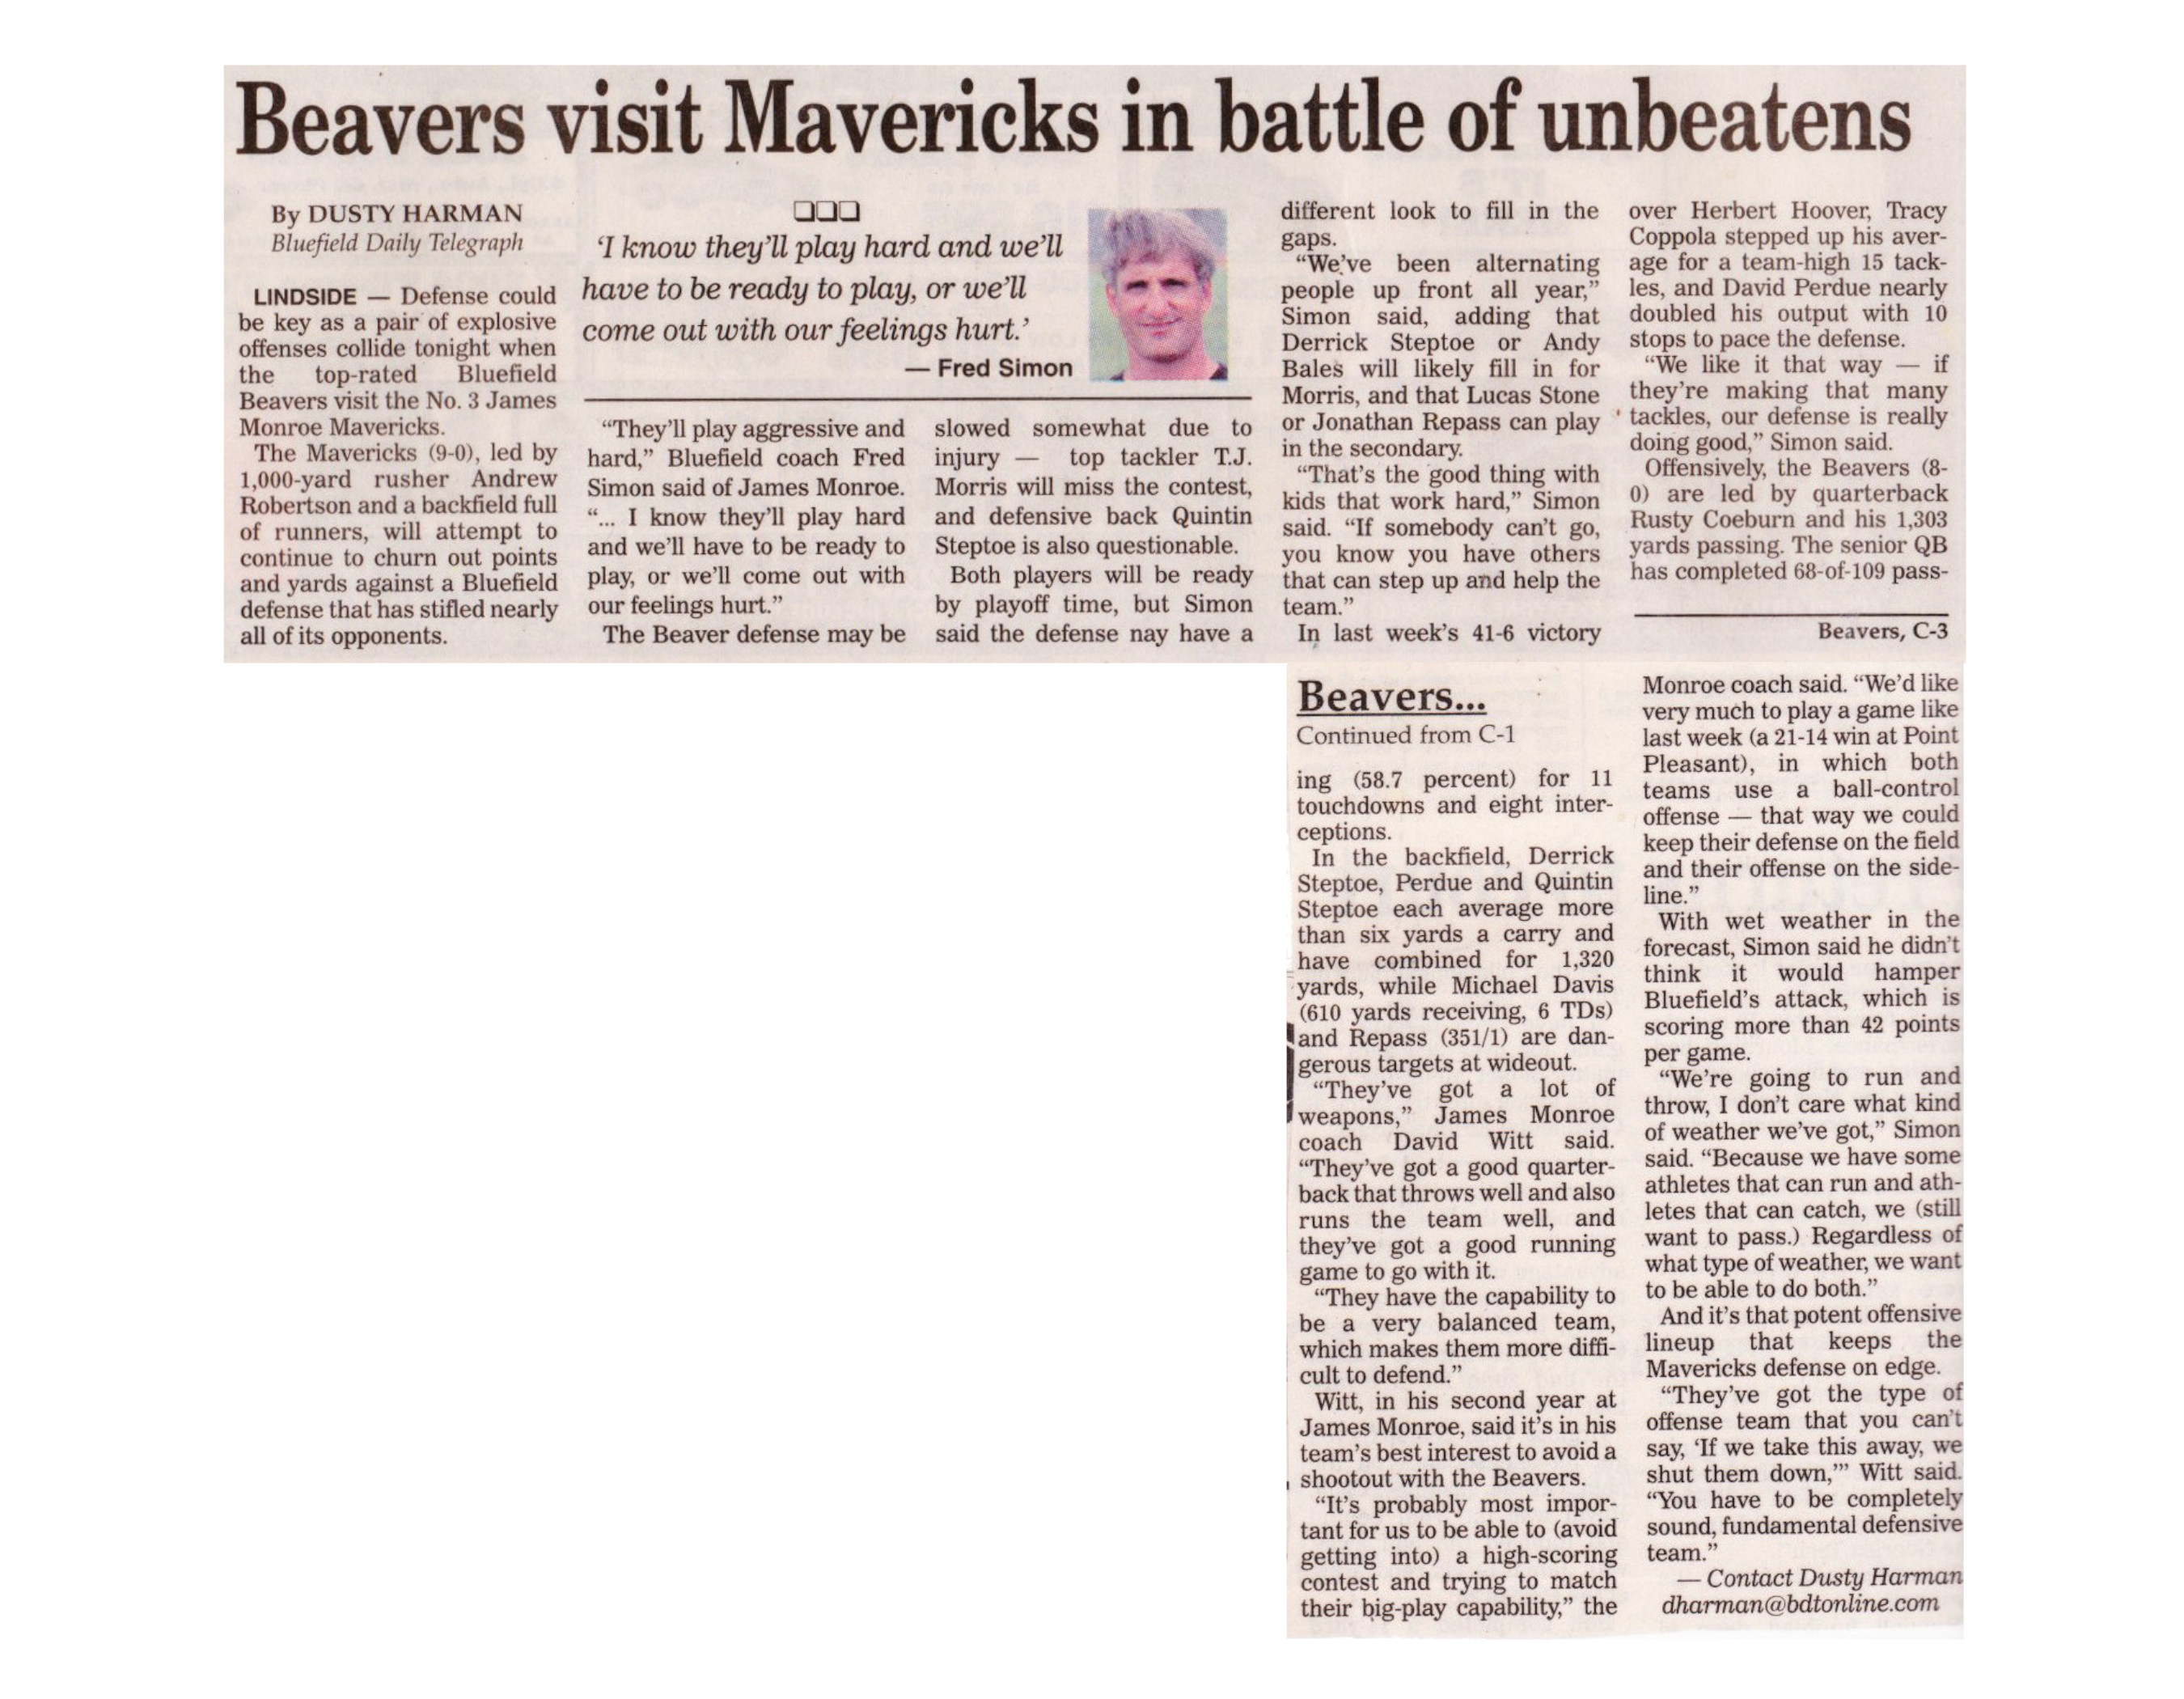 Beavers visit Mavericks in battle of unbeatens
By DUSTY HARMAN
Bluefield Daily Telegraph
LINDSIDE — Defense could
be key as a pair of explosive
offenses collide tonight when
the top-rated Bluefield
Beavers visit the No. 3 James
Monroe Mavericks.
The Mavericks (9-0), led by
1,000-yard rusher Andrew
Robertson and a backfield full
of runners, will attempt to
continue to churn out points
and yards against a Bluefield
defense that has stifled nearly
all of its opponents.
❑❑❑
‘I know they’ll play hard and we’ll
have to be ready to play, or we’ll
come out with our feelings hurt.’
— Fred Simon
“They’ll play aggressive and
hard,” Bluefield coach Fred
Simon said of James Monroe.
“... I know they’ll play hard
and we’ll have to be ready to
play, or we’ll come out with
our feelings hurt.”
The Beaver defense may be
slowed somewhat due to
injury — top tackler T.J.
Morris will miss the contest,
and defensive back Quintin
Steptoe is also questionable.
Both players will be ready
by playoff time, but Simon
said the defense nay have a
different look to fill in the
gaps.
“We’ve been alternating
people up front all year,”
Simon said, adding that
Derrick Steptoe or Andy
Bales will likely fill in for
Morris, and that Lucas Stone
or Jonathan Repass can play
in the secondary.
“That’s the good thing with
kids that work hard,” Simon
said. “If somebody can’t go,
you know you have others
that can step up and help the
team.”
In last week’s 41-6 victory
over Herbert Hoover, Tracy
Coppola stepped up his aver-
age for a team-high 15 tack-
les, and David Perdue nearly
doubled his output with 10
stops to pace the defense.
“We like it that way — if
they’re making that many
tackles, our defense is really
doing good,” Simon said.
Offensively, the Beavers (8-
0) are led by quarterback
Rusty Coeburn and his 1,303
yards passing. The senior QB
has completed 68-of-109 pass-
Beavers, C-3
Beavers...
Continued from C-1
ing (58.7 percent) for 11
touchdowns and eight inter-
ceptions.
In the backfield, Derrick
Steptoe, Perdue and Quintin
Steptoe each average more
than six yards a carry and
have combined for 1,320
yards, while Michael Davis
(610 yards receiving, 6 TDs)
and Repass (351/1) are dan-
gerous targets at wideout.
“They’ve got a lot of
weapons,” James Monroe
coach David Witt said.
“They’ve got a good quarter-
back that throws well and also
runs the team well, and
they’ve got a good running
game to go with it.
“They have the capability to
be a very balanced team,
which makes them more diffi-
cult to defend.”
Witt, in his second year at
James Monroe, said it’s in his
team’s best interest to avoid a
shootout with the Beavers.
“It’s probably most impor-
tant for us to be able to (avoid
getting into) a high-scoring
contest and trying to match
their big-play capability,” the
Monroe coach said. “We’d like
very much to play a game like
last week (a 21-14 win at Point
Pleasant), in which both
teams use a ball-control
offense — that way we could
keep their defense on the field
and their offense on the side-
line.”
With wet weather in the
forecast, Simon said he didn’t
think it would hamper
Bluefield’s attack, which is
scoring more than 42 points
per game.
“We’re going to run and
throw, I don’t care what kind
of weather we’ve got,” Simon
said. “Because we have some
athletes that can run and ath-
letes that can catch, we (still
want to pass.) Regardless of
what type of weather, we want
to be able to do both.”
And it’s that potent offensive
lineup that keeps the
Mavericks defense on edge.
“They’ve got the type of
offense team that you can’t
say, ‘If we take this away, we
shut them down,’” Witt said.
“You have to be completely
sound, fundamental defensive
team.”
— Contact Dusty Harman
dharman@bdtonline.com